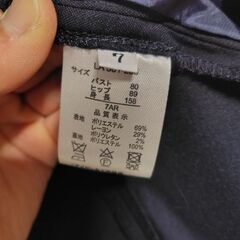 7
サイズ
バスト 80
ヒップ 89
身長 158
7AR
品質表示
表地 ポリエステル 69%
レーヨン 29%
ポリウレタン 2%
裏地 ポリエステル 100%